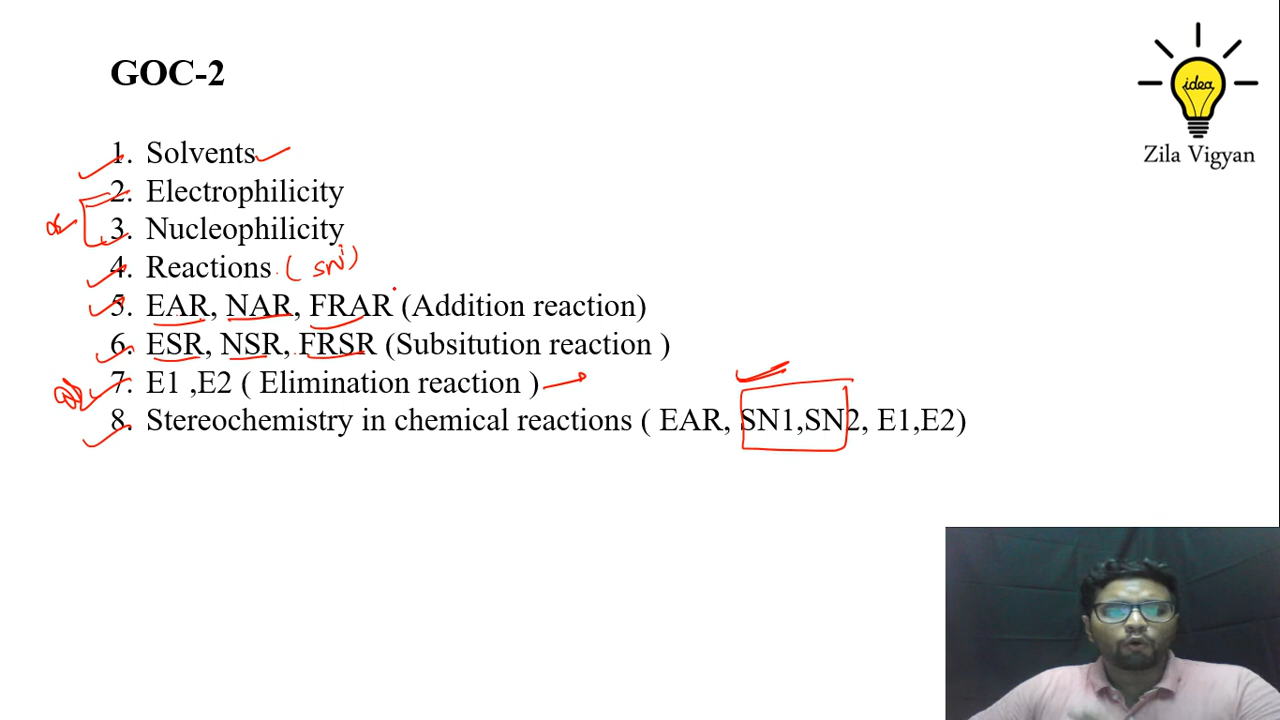 GOC-2
idea
Zila Vigyan
1. Solvents
2. Electrophilicity
3. Nucleophilicity
4. Reactions (SNi)
5. EAR, NAR, FRAR (Addition reaction)
6. ESR, NSR, FRSR (Subsitution reaction )
7. E1 ,E2 ( Elimination reaction )
8. Stereochemistry in chemical reactions ( EAR, SN1,SN2, E1,E2)